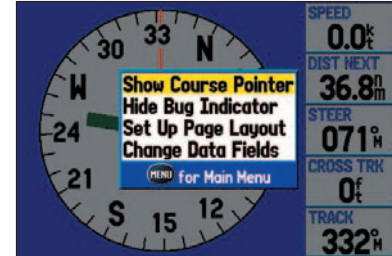 33
30
N
W
24
21
S
15
12
Show Course Pointer
Hide Bug Indicator
Set Up Page Layout
Change Data Fields
MENU for Main Menu
SPEED
0.0kt
DIST NEXT
36.8m
STEER
071°M
CROSS TRK
0ft
TRACK
332°M